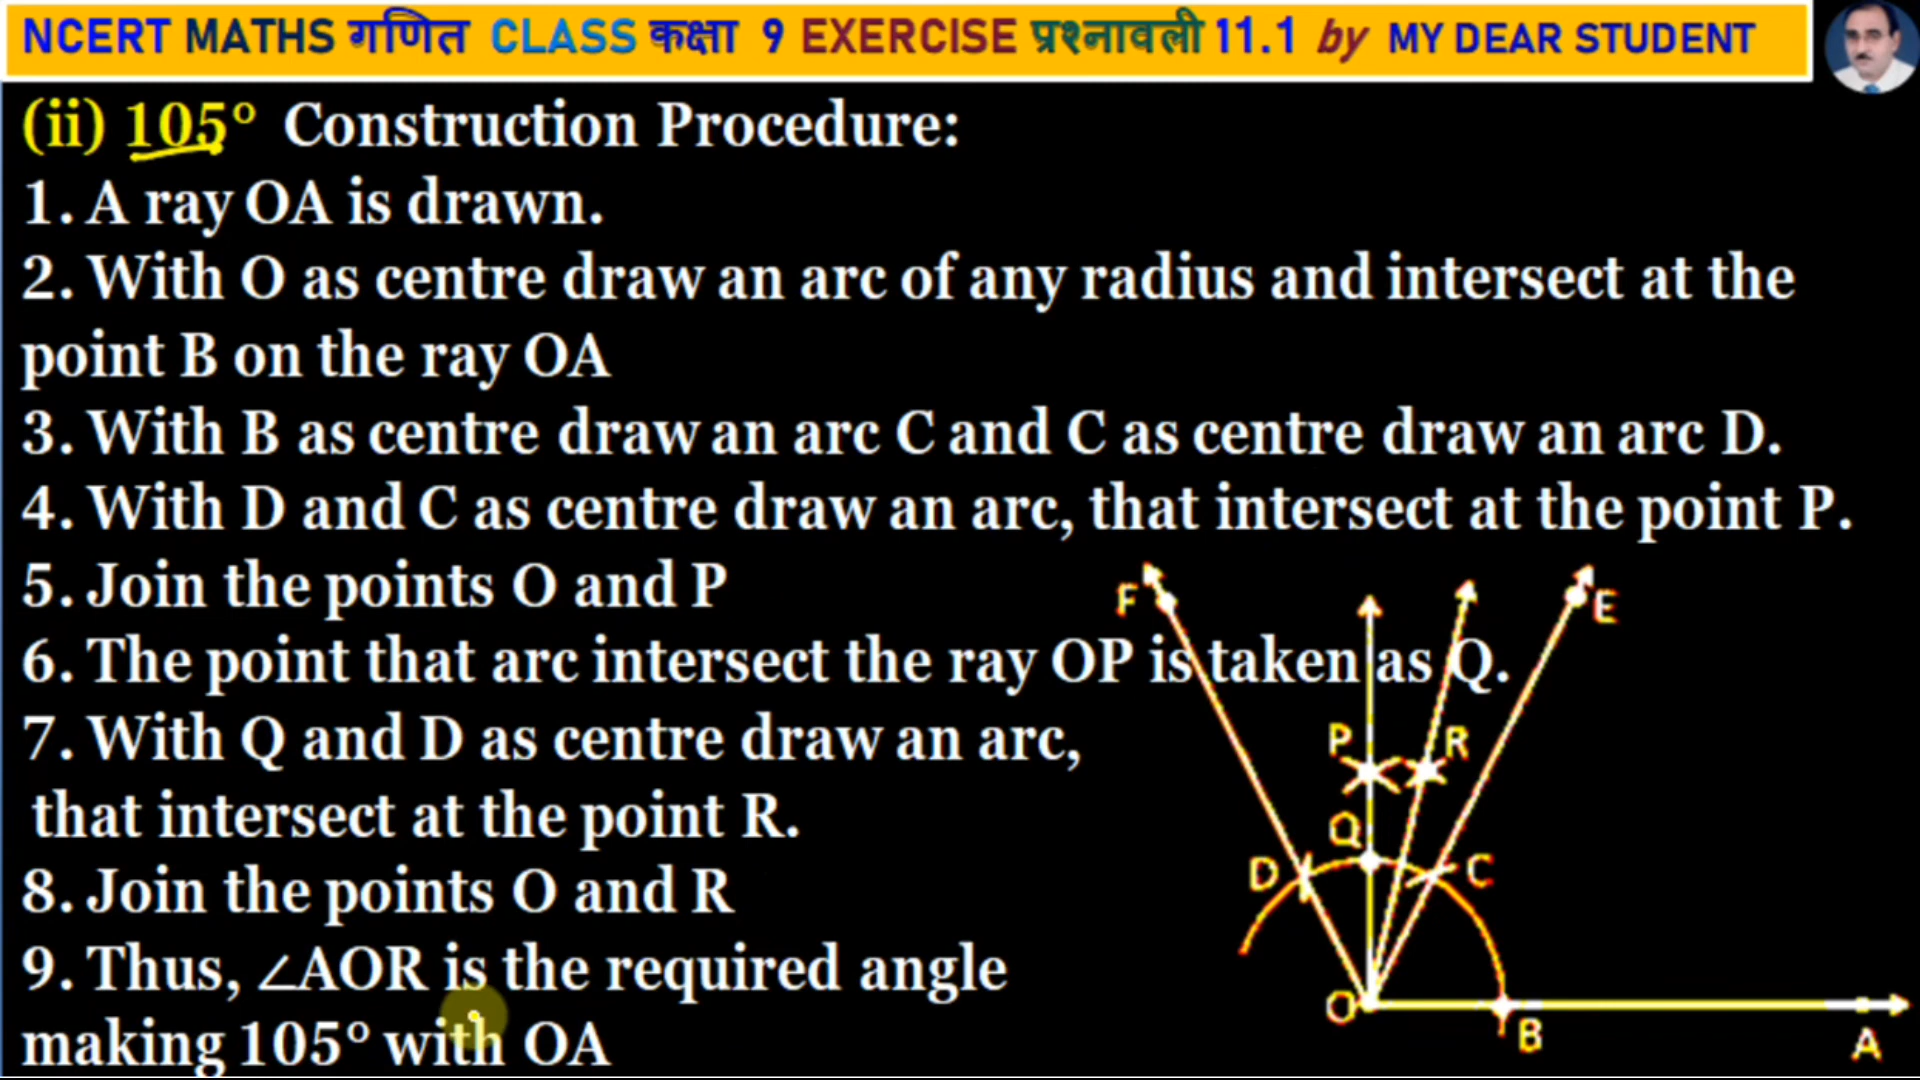 NCERT MATHS गणित CLASS कक्षा 9 EXERCISE प्रश्नावली 11.1 by MY DEAR STUDENT
(ii) 105° Construction Procedure:
1. A ray OA is drawn.
2. With O as centre draw an arc of any radius and intersect at the
point B on the ray OA
3. With B as centre draw an arc C and C as centre draw an arc D.
4. With D and C as centre draw an arc, that intersect at the point P.
5. Join the points O and P
6. The point that arc intersect the ray OP is taken as Q.
7. With Q and D as centre draw an arc,
that intersect at the point R.
8. Join the points O and R
9. Thus, ∠AOR is the required angle
making 105° with OA
F
E
P
R
Q
D
C
O
B
A